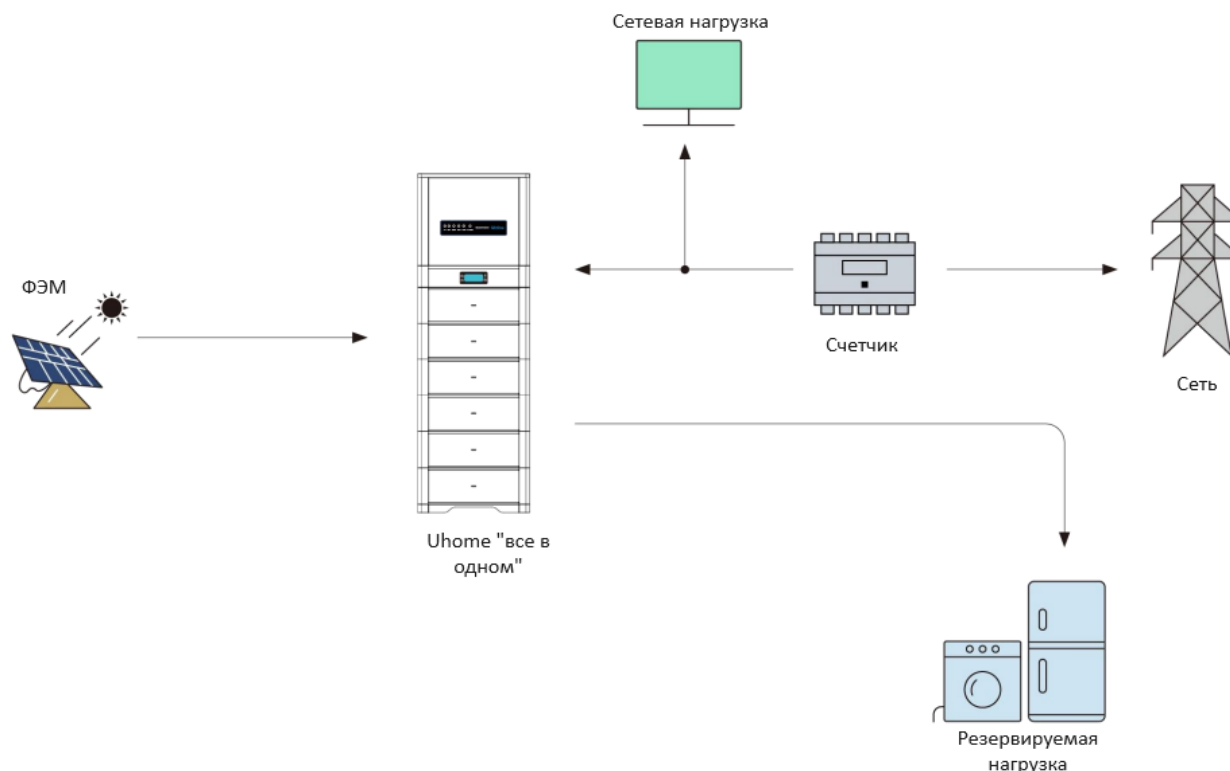 Сетевая нагрузка
ФЭМ
Счетчик
Сеть
Uhome "все в
одном"
Резервируемая
нагрузка